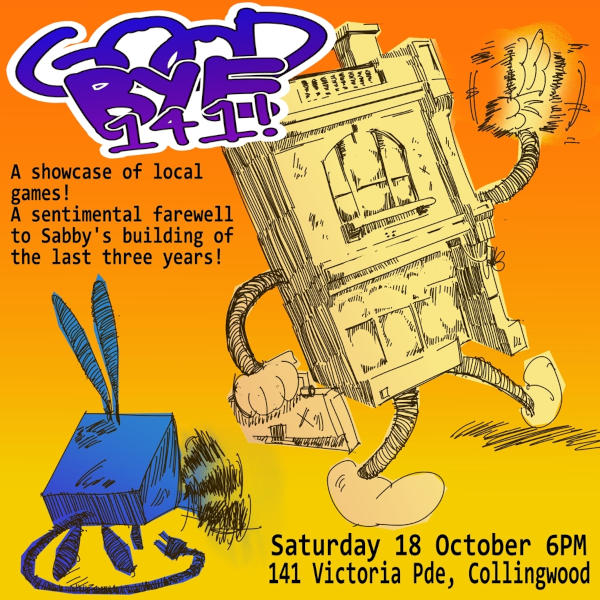 GOOD
BYE
141!
A showcase of local
games!
A sentimental farewell
to Sabby's building of
the last three years!
Saturday 18 October 6PM
141 Victoria Pde, Collingwood